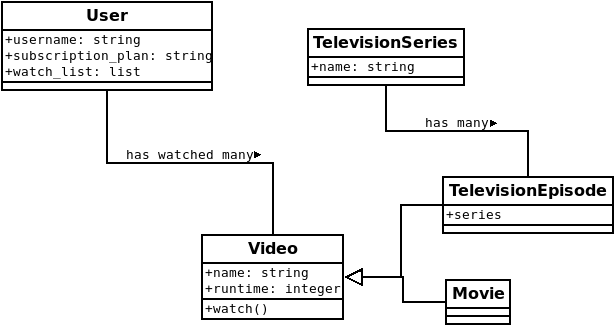 User
+username: string
+subscription_plan: string
+watch_list: list
TelevisionSeries
+name: string
has many
has watched many
TelevisionEpisode
+series
Video
+name: string
+runtime: integer
+watch()
Movie